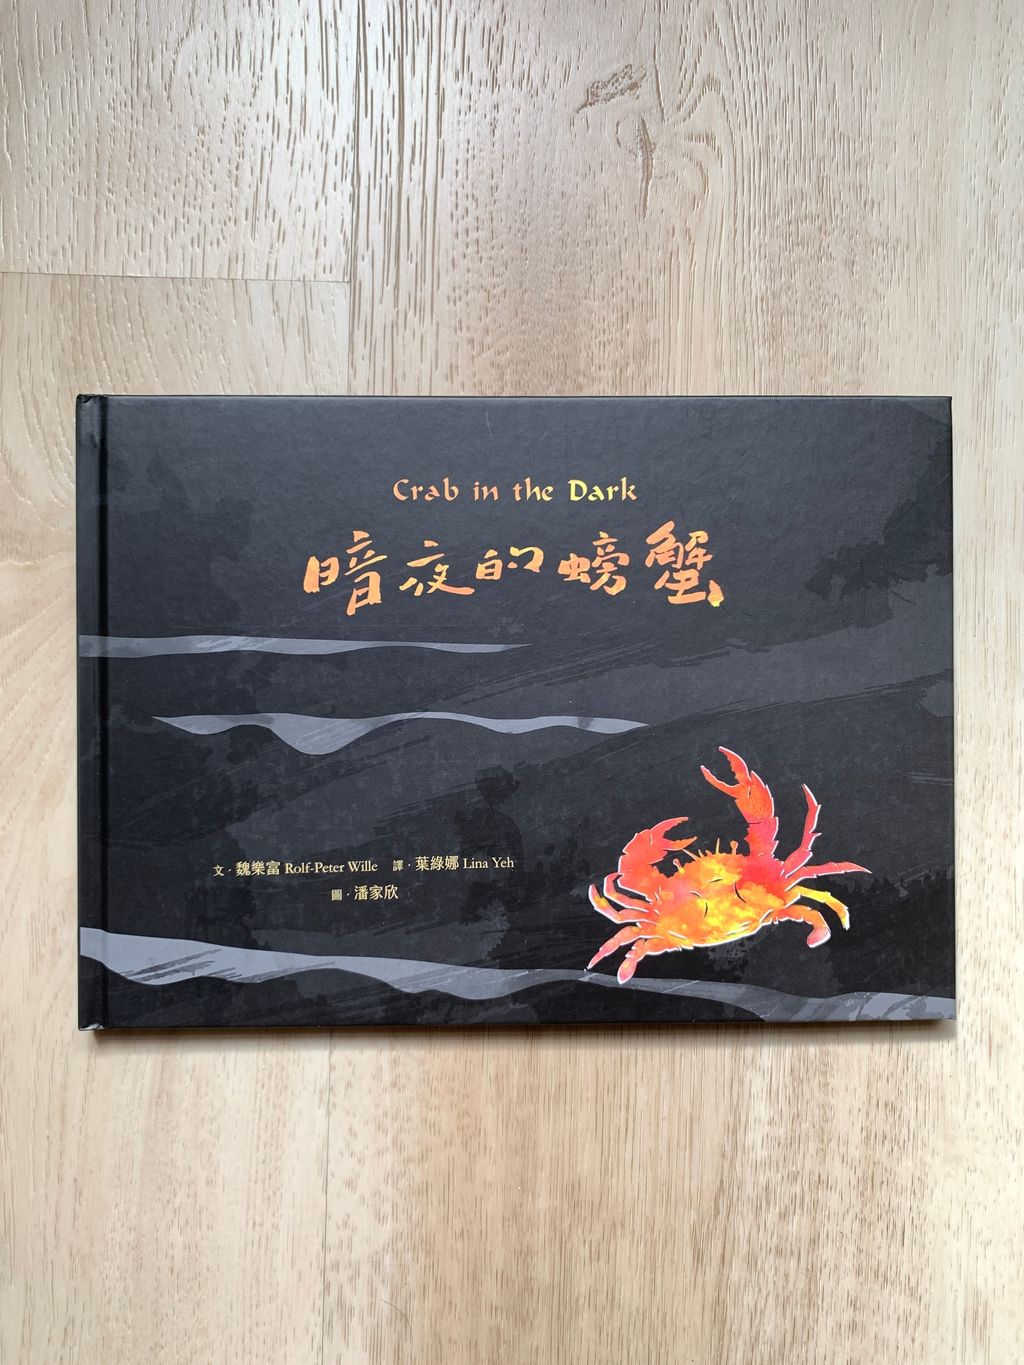 Crab in the Dark
暗夜的螃蟹
文·魏樂富 Rolf-Peter Wille 譯·葉綠娜 Lina Yeh
圖·潘家欣